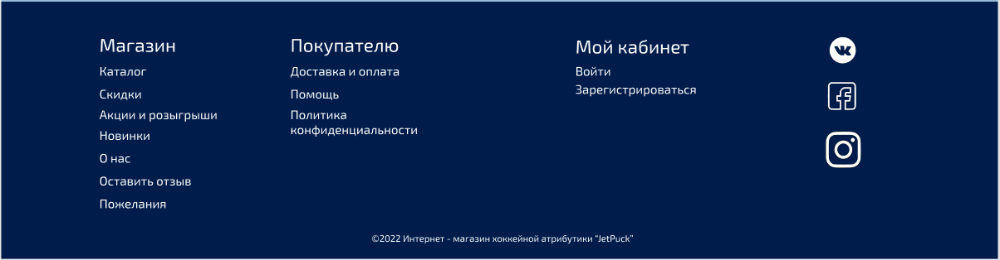 Магазин
Каталог
Скидки
Акции и розыгрыши
Новинки
О нас
Оставить отзыв
Пожелания
Покупателю
Доставка и оплата
Помощь
Политика
конфиденциальности
Мой кабинет
Войти
Зарегистрироваться
©2022 Интернет - магазин хоккейной атрибутики “JetPuck”